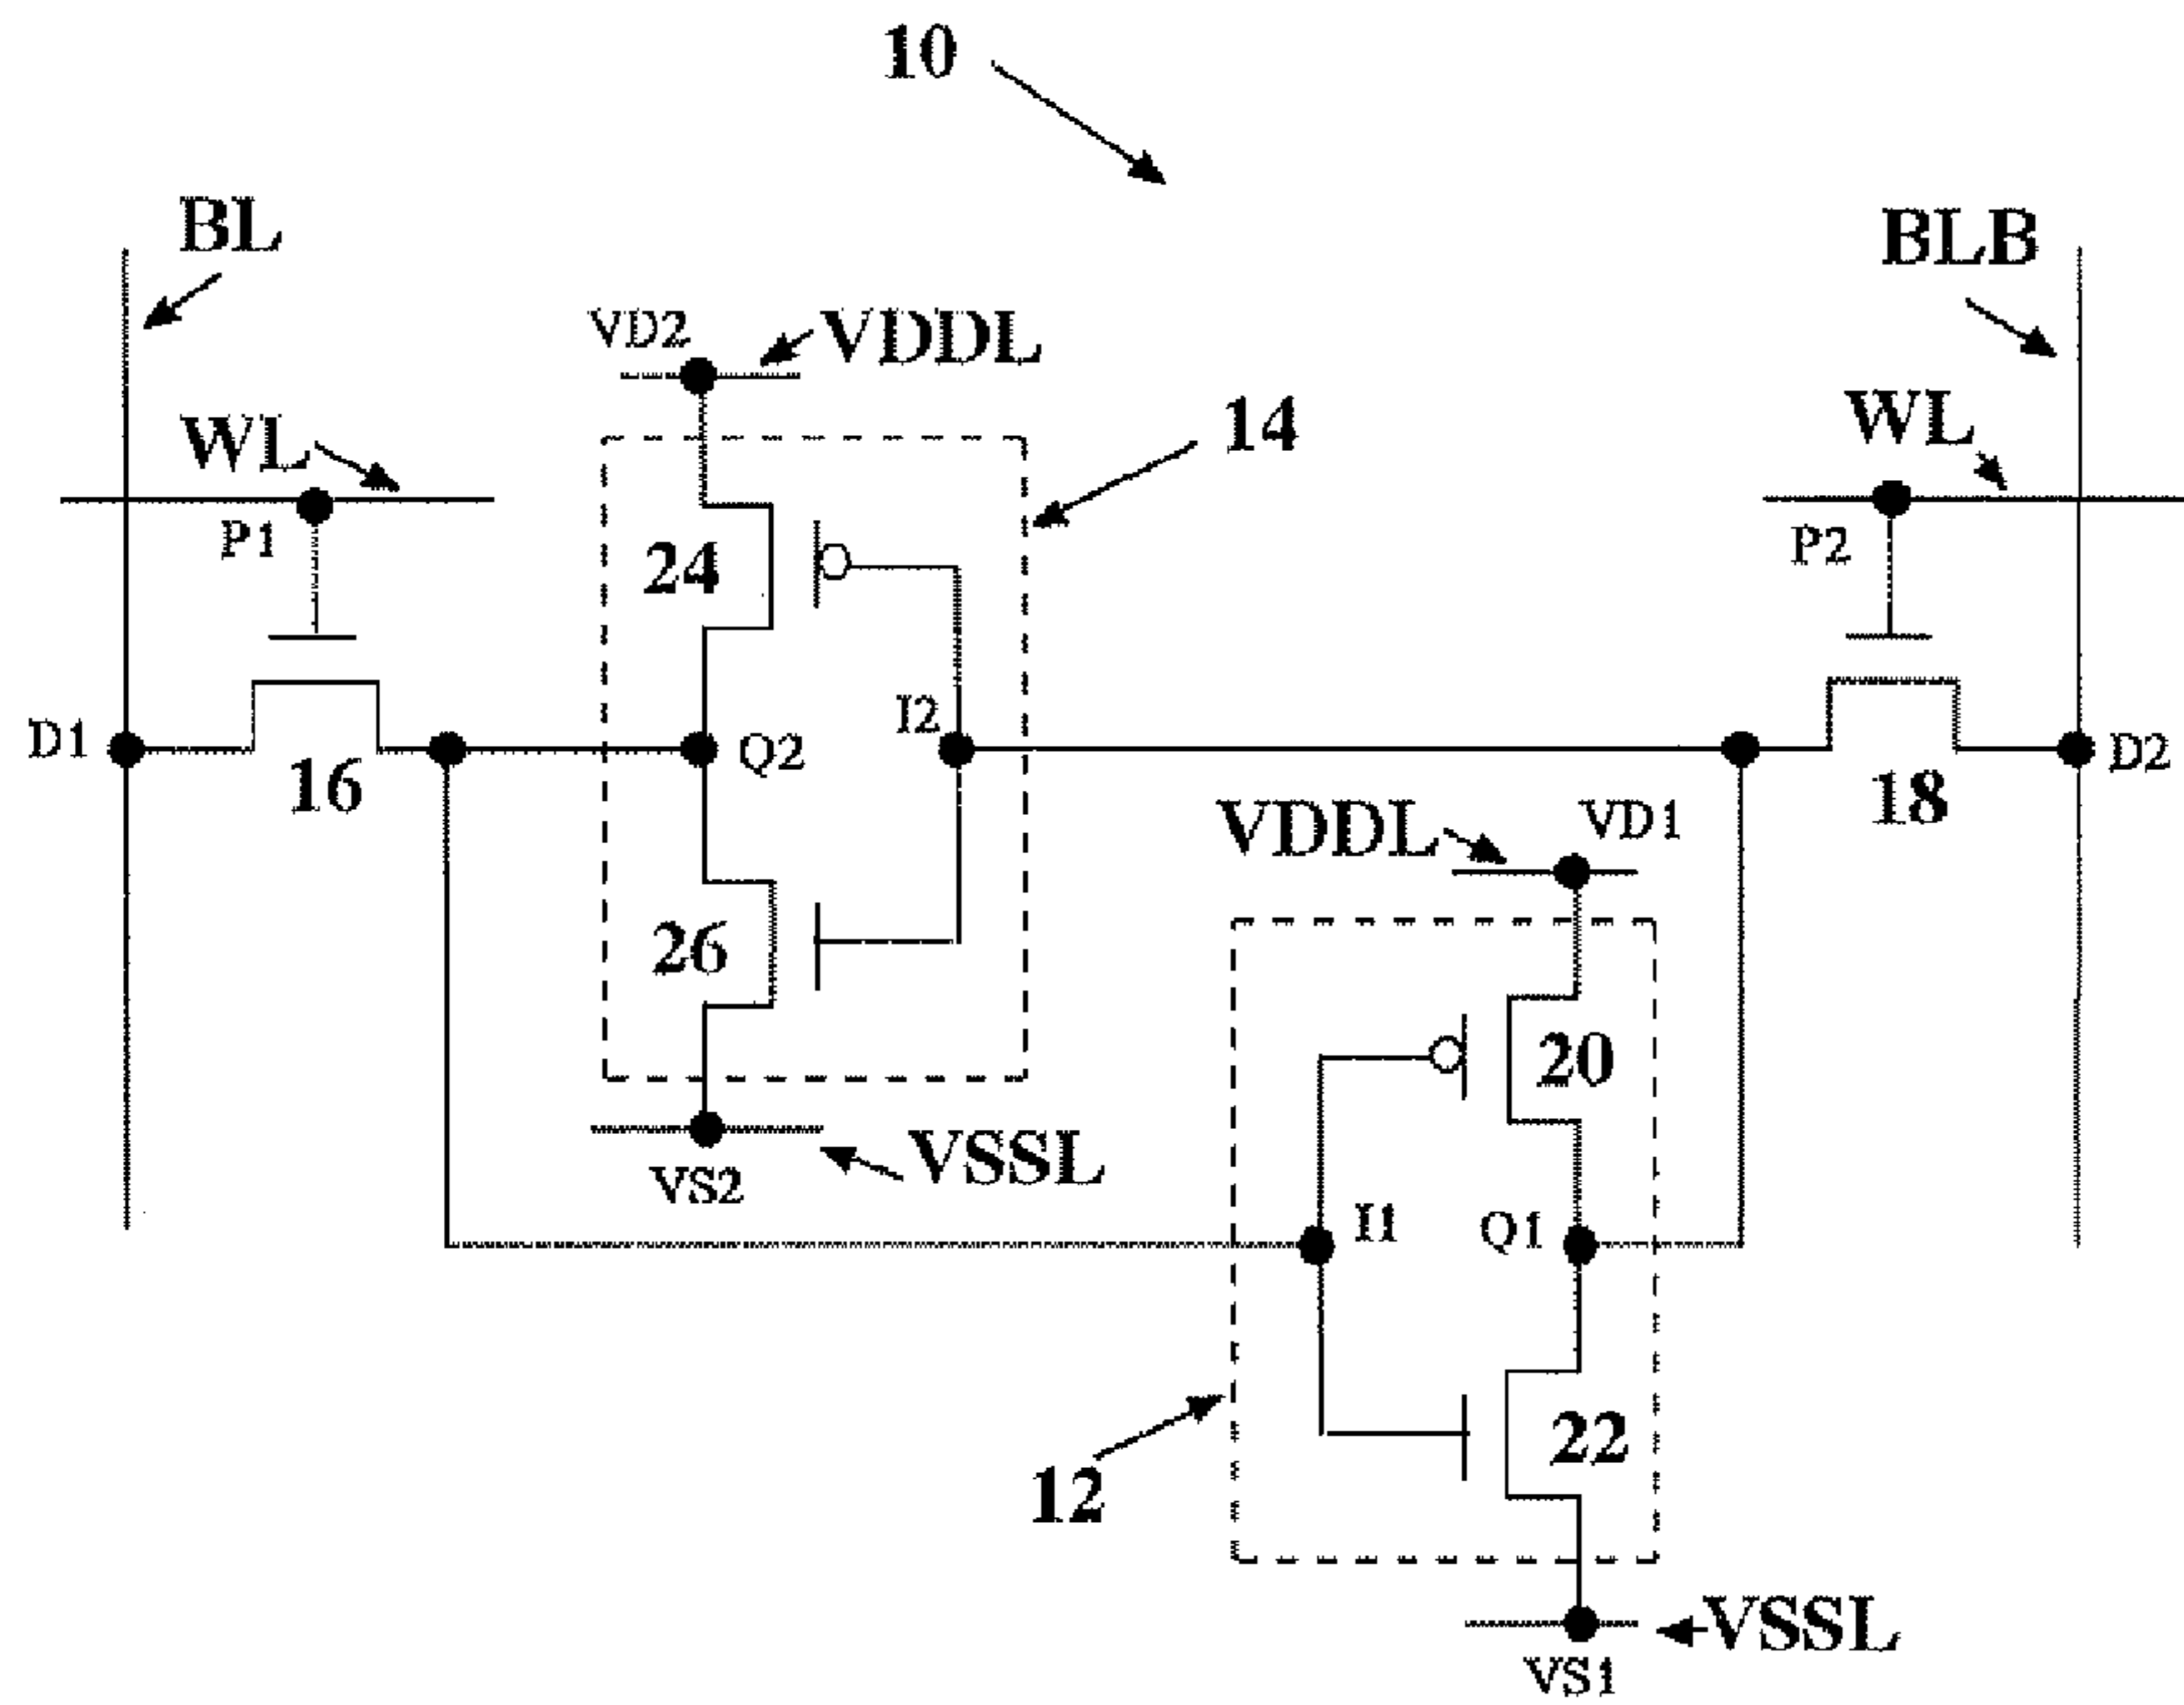 10
BL
BLB
VD2 VDDL
WL
14
WL
P1
24
P2
D1
16
Q2
I2
18
D2
VDDL VD1
26
20
VS2
VSSL
I1
Q1
12
22
VSSL
VS1